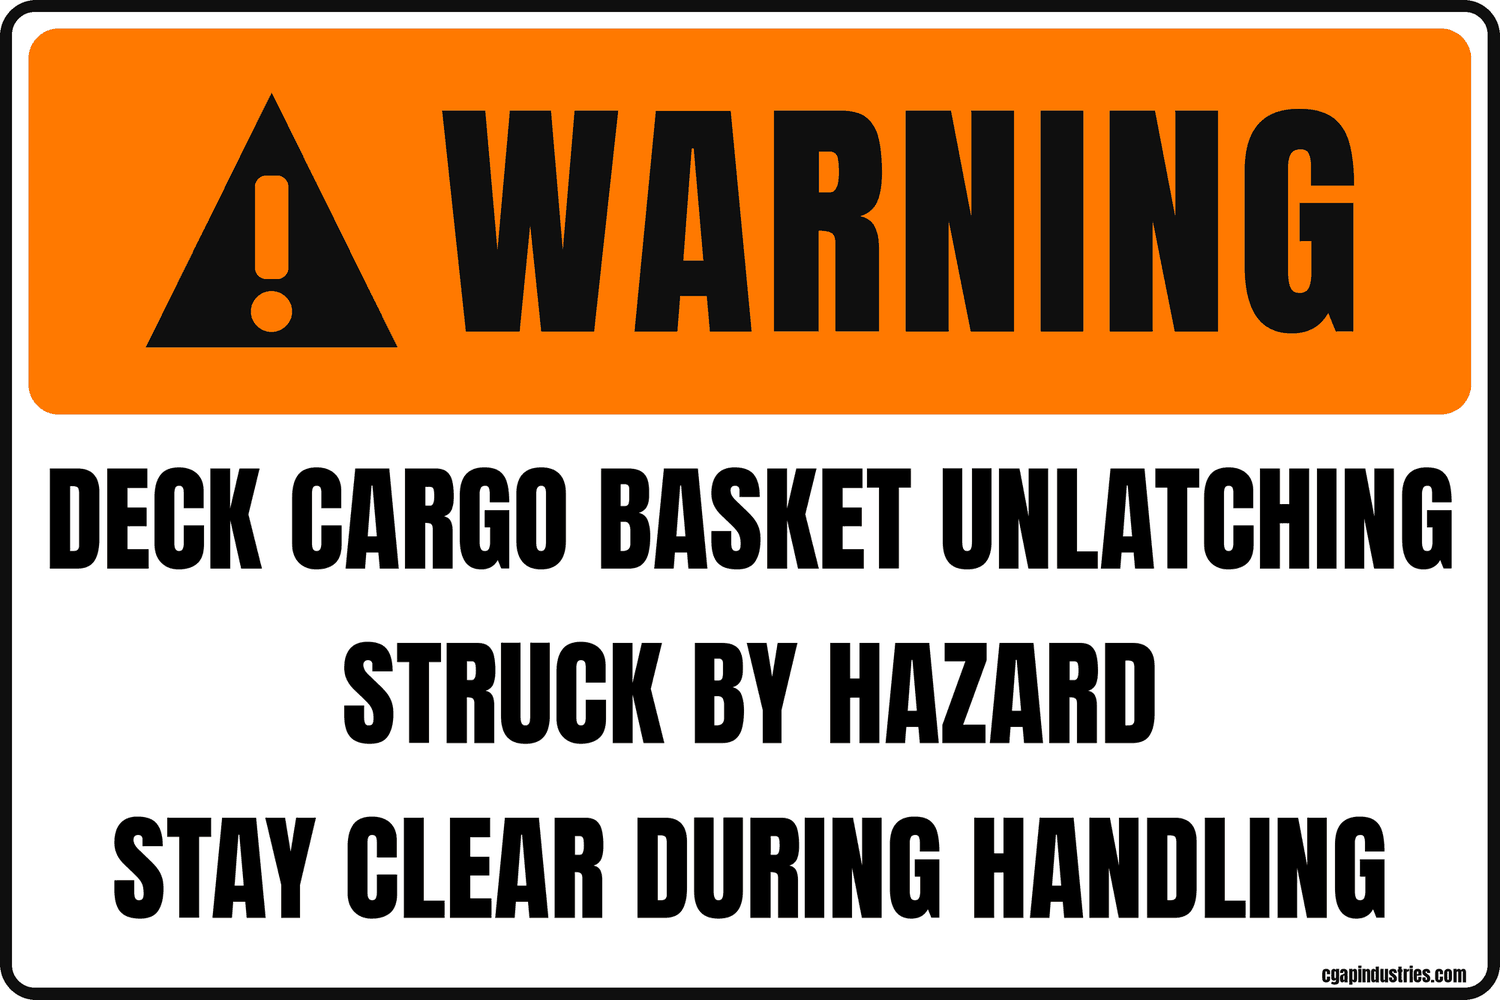 WARNING
DECK CARGO BASKET UNLATCHING
STRUCK BY HAZARD
STAY CLEAR DURING HANDLING
cgapindustries.com